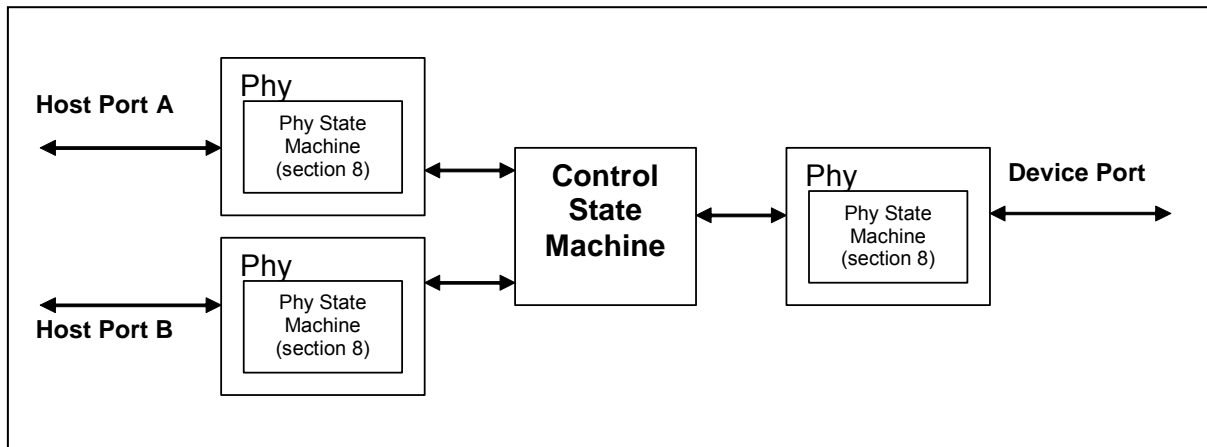 Host Port A
Phy
Phy State
Machine
(section 8)
Host Port B
Phy
Phy State
Machine
(section 8)
Control
State
Machine
Phy
Phy State
Machine
(section 8)
Device Port